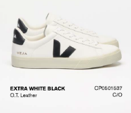 EXTRA WHITE BLACK
CP0501537
O.T. Leather
C/O